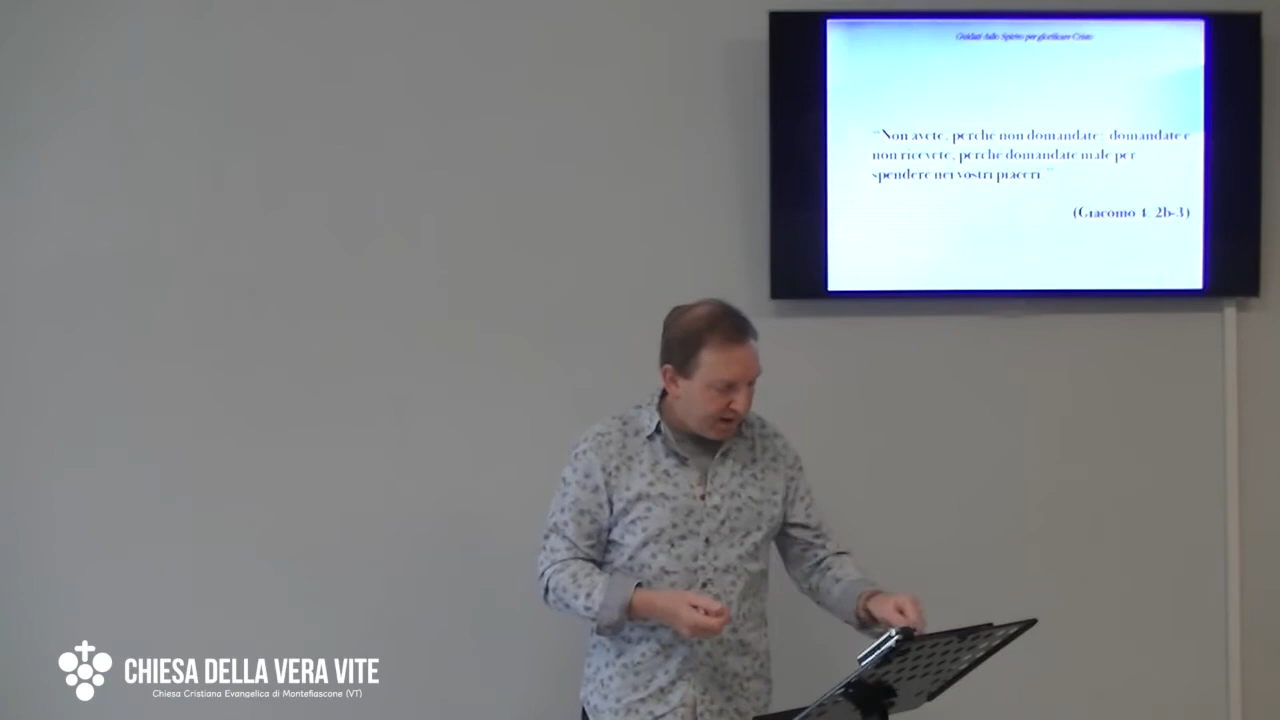 Guidati dallo Spirito per glorificare Cristo
“Non avete, perché non domandate; domandate e
non ricevete, perché domandate male per
spendere nei vostri piaceri.”
(Giacomo 4: 2b-3)
CHIESA DELLA VERA VITE
Chiesa Cristiana Evangelica di Montefiascone (VT)